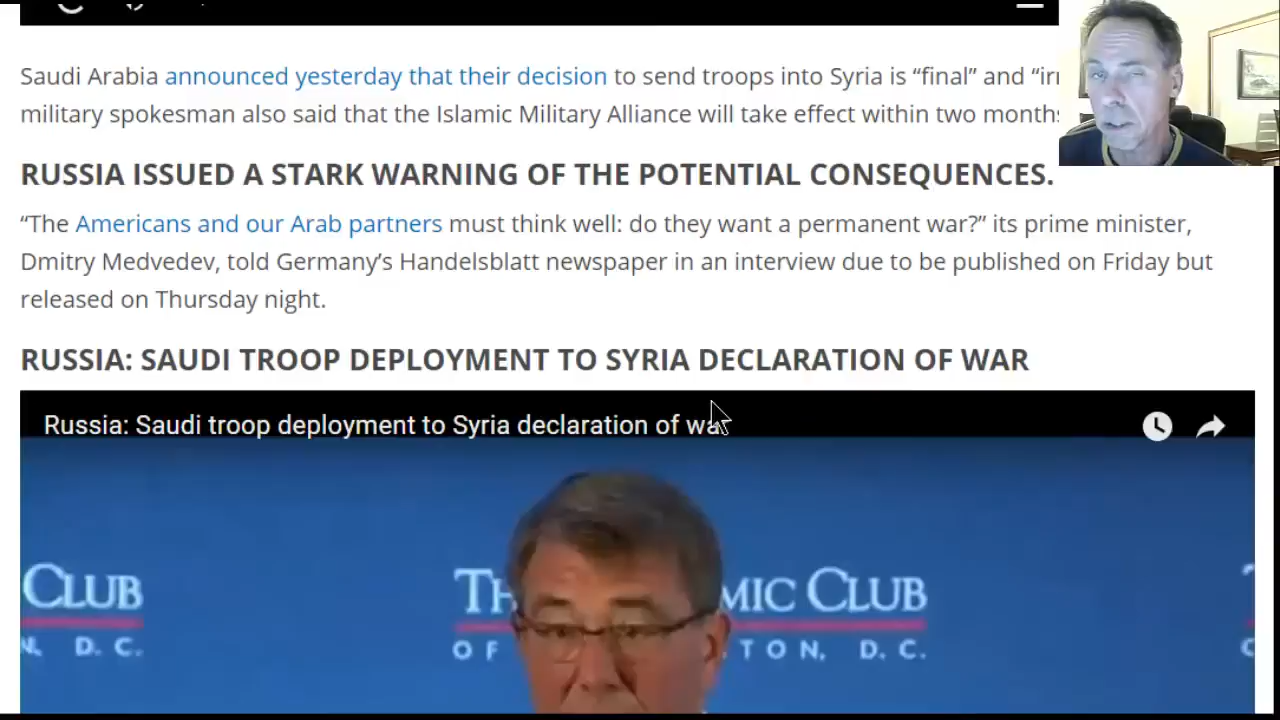 Saudi Arabia announced yesterday that their decision to send troops into Syria is “final” and
military spokesman also said that the Islamic Military Alliance will take effect within two months
RUSSIA ISSUED A STARK WARNING OF THE POTENTIAL CONSEQUENCES.
“The Americans and our Arab partners must think well: do they want a permanent war?” its prime minister,
Dmitry Medvedev, told Germany’s Handelsblatt newspaper in an interview due to be published on Friday but
released on Thursday night.
RUSSIA: SAUDI TROOP DEPLOYMENT TO SYRIA DECLARATION OF WAR
Russia: Saudi troop deployment to Syria declaration of war
CLUB TH MIC CLUB
N, D. C. OF TON, D. C.